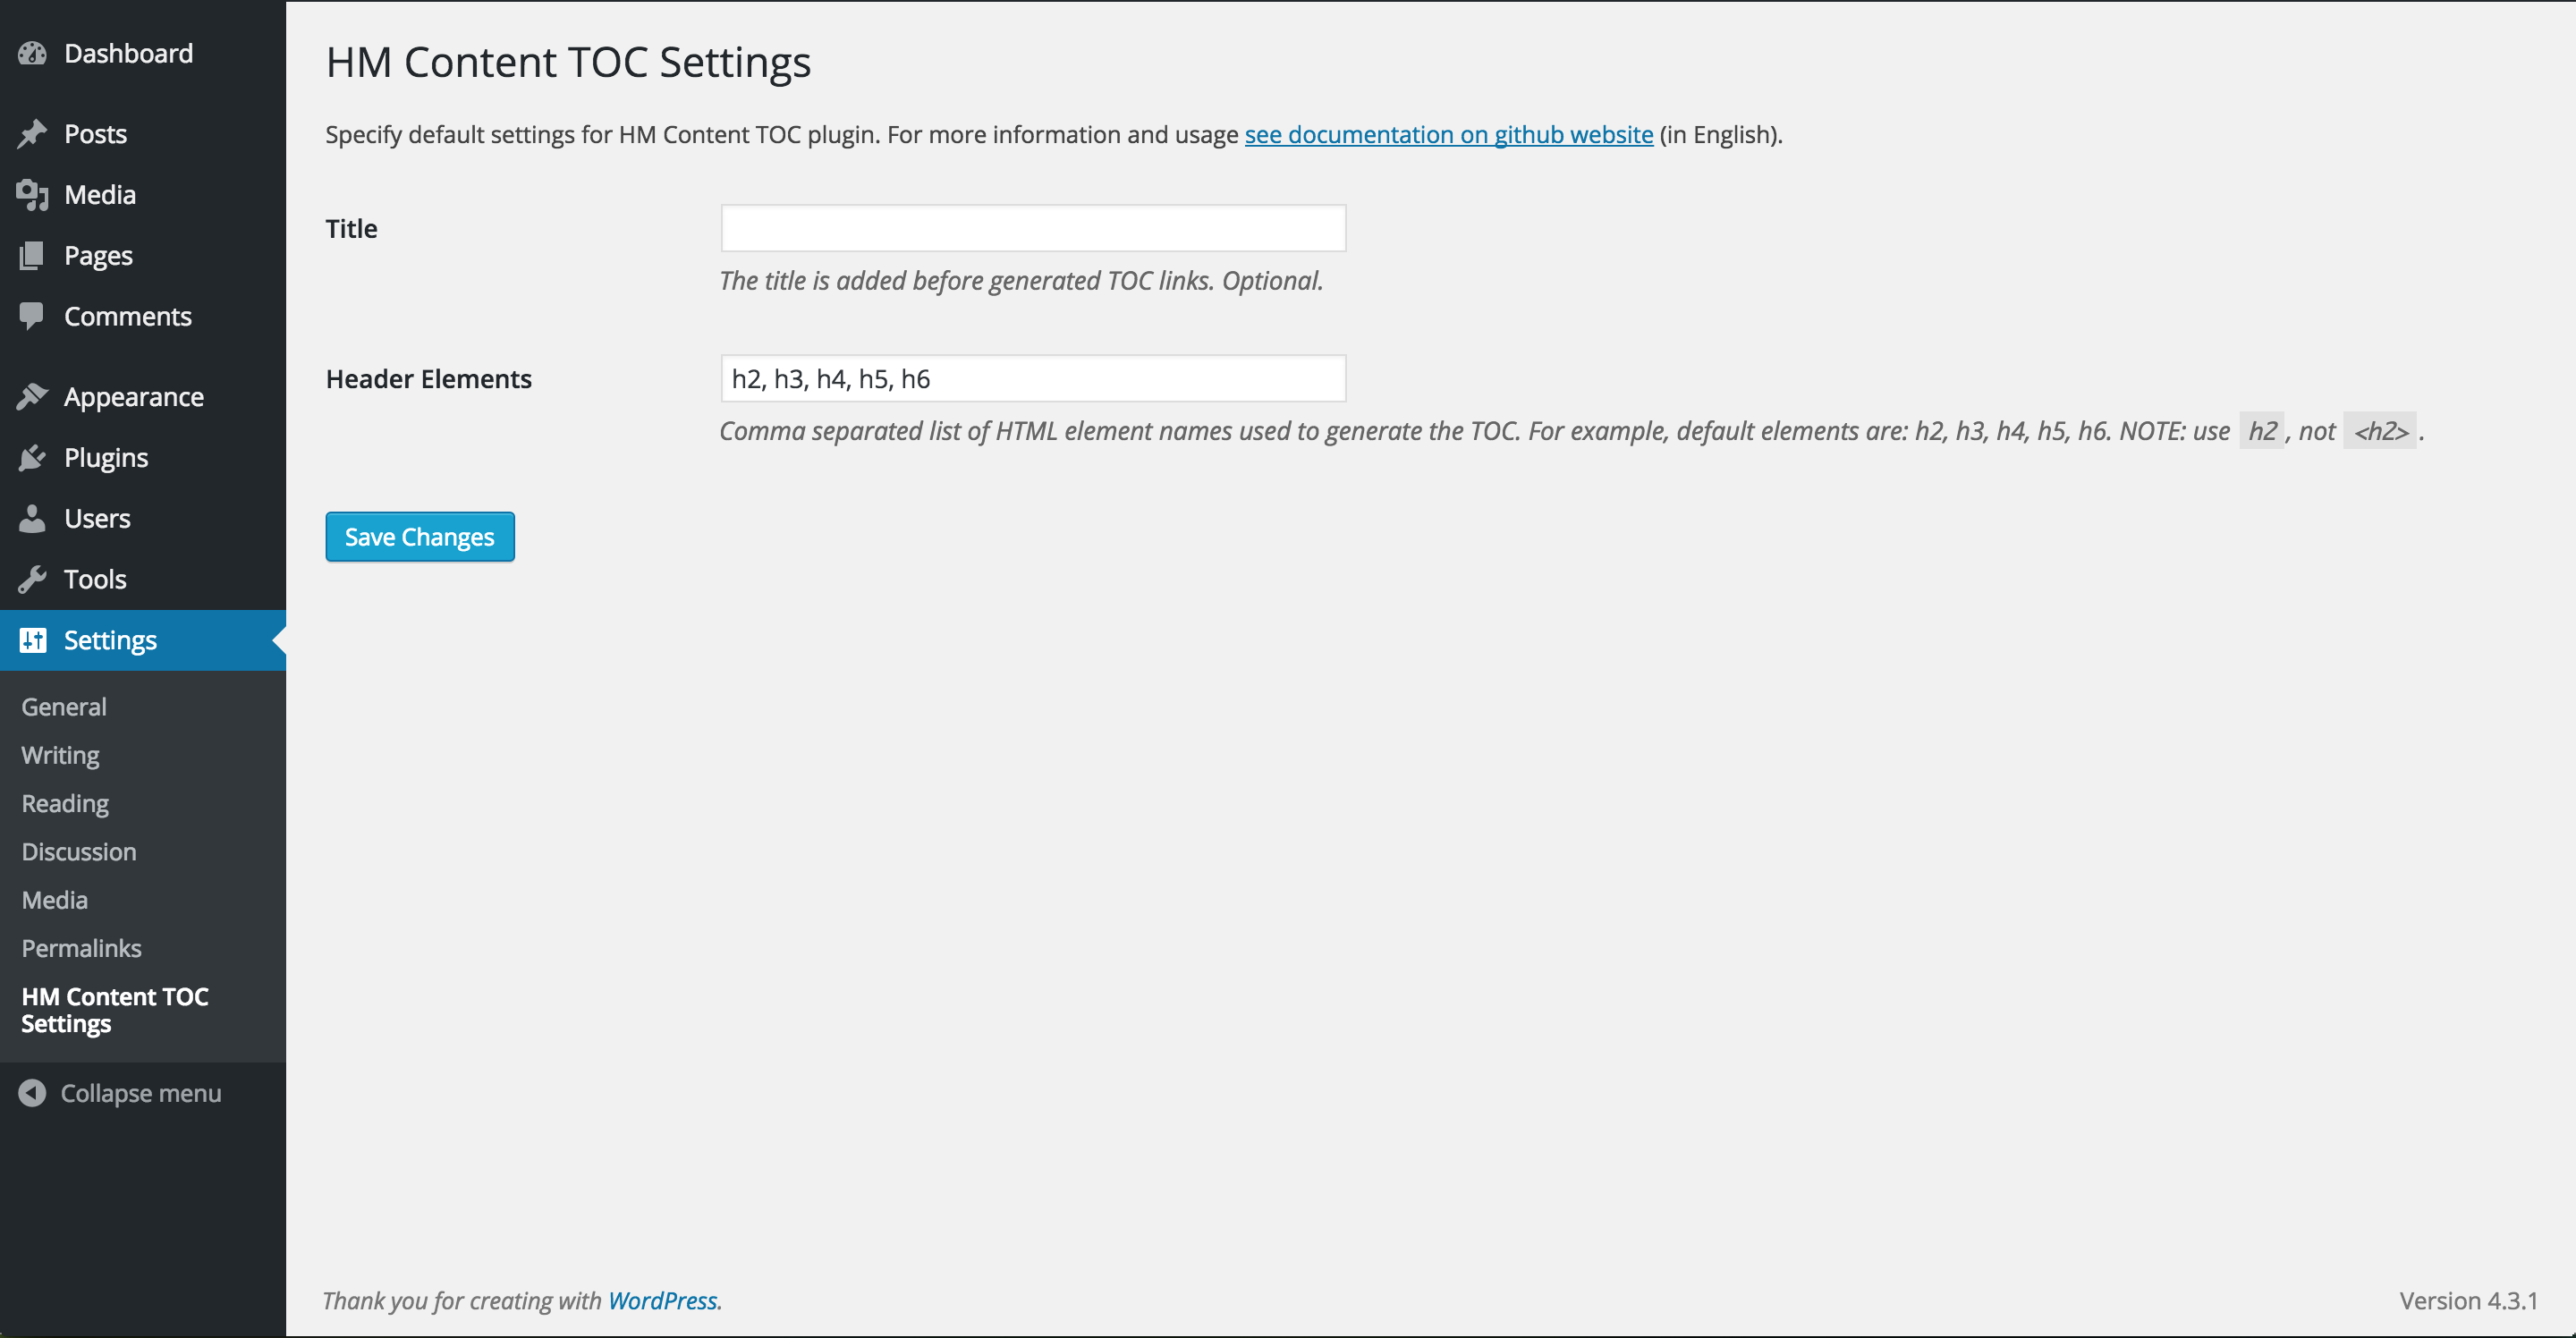 Dashboard
Posts
Media
Pages
Comments
Appearance
Plugins
Users
Tools
Settings
General
Writing
Reading
Discussion
Media
Permalinks
HM Content TOC
Settings
Collapse menu
HM Content TOC Settings
Specify default settings for HM Content TOC plugin. For more information and usage see documentation on github website (in English).
Title
The title is added before generated TOC links. Optional.
Header Elements
h2, h3, h4, h5, h6
Comma separated list of HTML element names used to generate the TOC. For example, default elements are: h2, h3, h4, h5, h6. NOTE: use h2, not <h2>.
Save Changes
Thank you for creating with WordPress.
Version 4.3.1